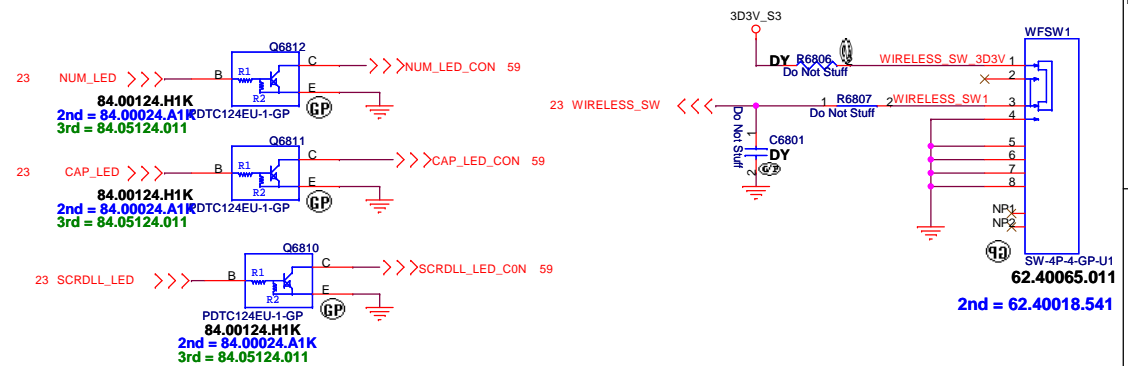 Q6812
23 NUM_LED B R1 R2 C E NUM_LED_CON 59
GP
84.00124.H1K
2nd = 84.00024.A1K
PDTC124EU-1-GP
3rd = 84.05124.011
Q6811
23 CAP_LED B R1 R2 C E CAP_LED_CON 59
GP
84.00124.H1K
2nd = 84.00024.A1K
PDTC124EU-1-GP
3rd = 84.05124.011
Q6810
23 SCRDLL_LED B R1 R2 C E SCRDLL_LED_C0N 59
GP
PDTC124EU-1-GP
84.00124.H1K
2nd = 84.00024.A1K
3rd = 84.05124.011
3D3V_S3
DY R6806
Do Not Stuff
WIRELESS_SW_3D3V 1
WFSW1
2
23 WIRELESS_SW
1 R6807 2
Do Not Stuff
WIRELESS_SW1 3
4
Do Not Stuff
1
C6801
DY
2
5
6
7
8
NP1
NP2
GP
SW-4P-4-GP-U1
62.40065.011
2nd = 62.40018.541